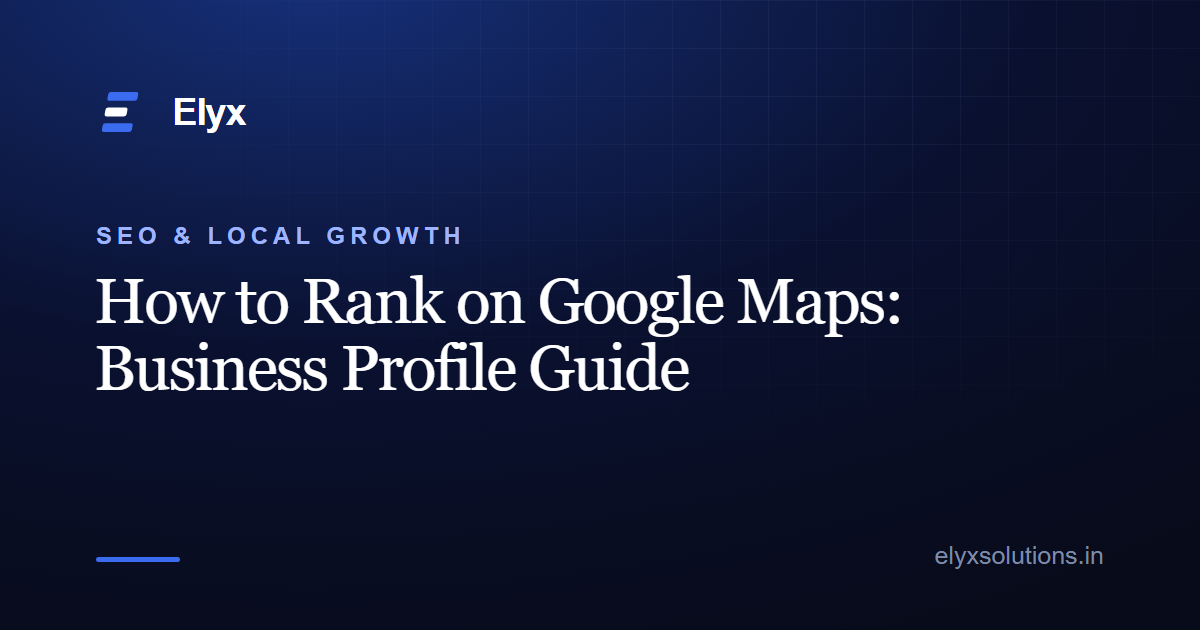 Elyx
SEO & LOCAL GROWTH
How to Rank on Google Maps:
Business Profile Guide
elyxsolutions.in